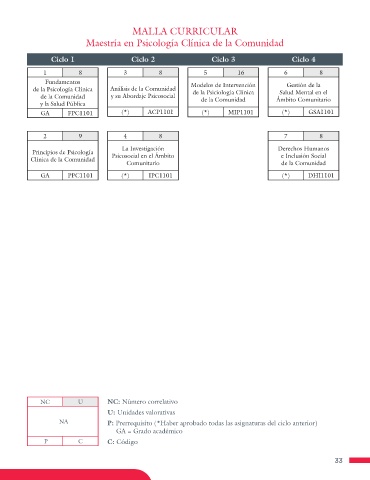 MALLA CURRICULAR
Maestría en Psicología Clínica de la Comunidad
Ciclo 1 Ciclo 2 Ciclo 3 Ciclo 4
1 8
Fundamentos
de la Psicología Clínica
de la Comunidad
y la Salud Pública
GA FPC1101
3 8
Análisis de la Comunidad
y su Abordaje Psicosocial
(*) ACP1101
5 16
Modelos de Intervención
de la Psiciología Clínica
de la Comunidad
(*) MIP1101
6 8
Gestión de la
Salud Mental en el
Ámbito Comunitario
(*) GSA1101
2 9
Principios de Psicología
Clínica de la Comunidad
GA PPC1101
4 8
La Investigación
Psicosocial en el Ámbito
Comunitario
(*) IPC1101
7 8
Derechos Humanos
e Inclusión Social
de la Comunidad
(*) DHI1101
NC U
NA
P C
NC: Número correlativo
U: Unidades valorativas
P: Prerrequisito (*Haber aprobado todas las asignaturas del ciclo anterior)
GA = Grado académico
C: Código
33